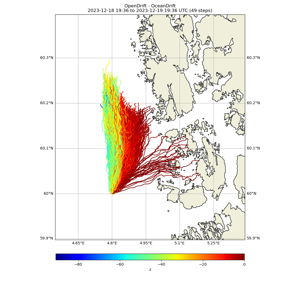 OpenDrift - OceanDrift
2023-12-18 19:36 to 2023-12-19 19:36 UTC (49 steps)
60.3°N 60.3°N
60.2°N 60.2°N
60.1°N 60.1°N
60°N 60°N
59.9°N 59.9°N
4.65°E 4.8°E 4.95°E 5.1°E 5.25°E
−80 −60 −40 −20 0
z